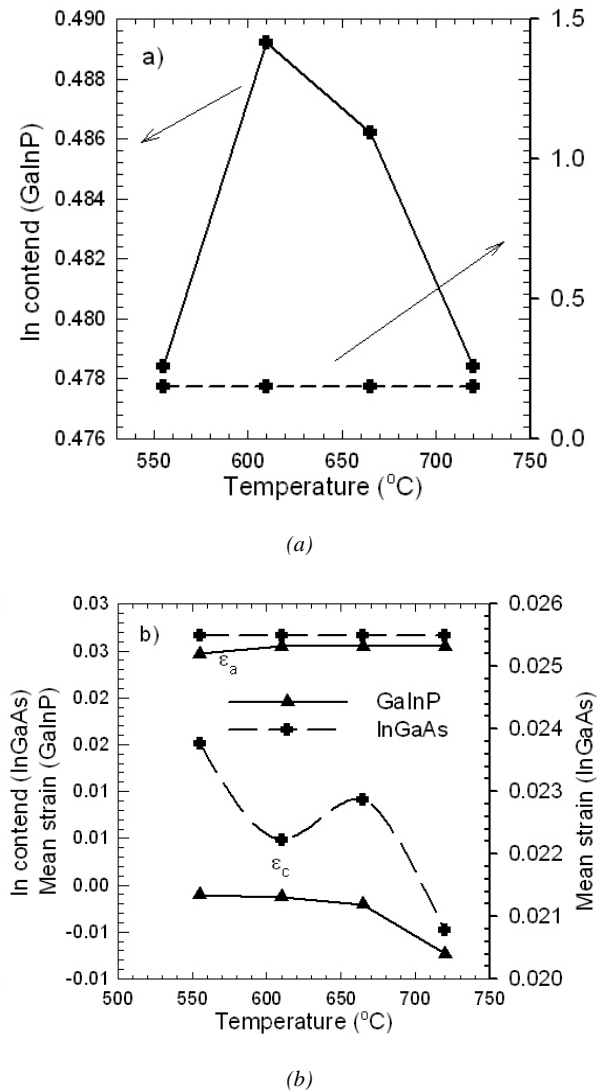 0.490
0.488
0.486
0.484
0.482
0.480
0.478
0.476
In contend (GaInP)
a)
1.5
1.0
0.5
0.0
550 600 650 700 750
Temperature (°C)
(a)
0.03
0.03
0.02
0.02
0.01
0.01
0.00
-0.01
-0.01
In contend (InGaAs)
Mean strain (GaInP)
b)
εa
GaInP
InGaAs
εc
0.026
0.025
0.024
0.023
0.022
0.021
0.020
Mean strain (InGaAs)
500 550 600 650 700 750
Temperature (°C)
(b)